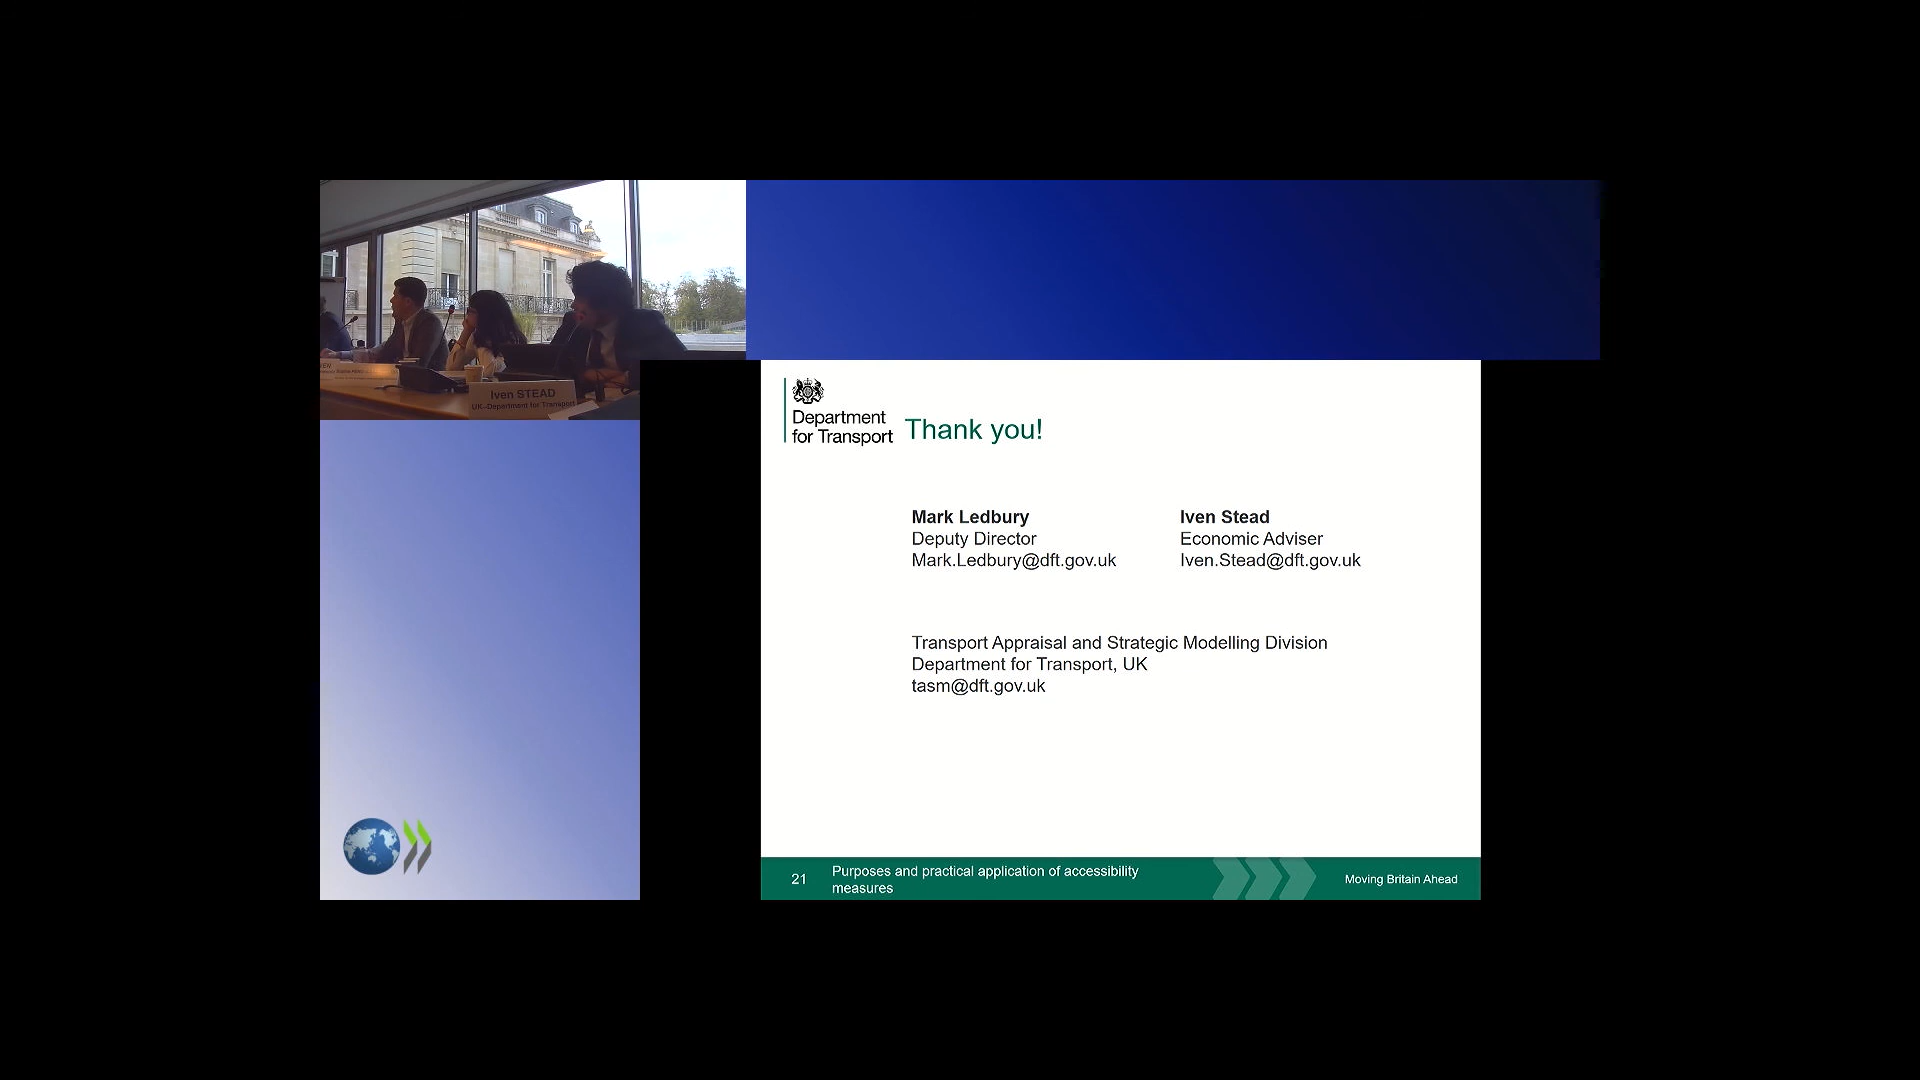 Iven STEAD
UK-Department for Transport
Department
for Transport
Thank you!
Mark Ledbury
Deputy Director
Mark.Ledbury@dft.gov.uk
Iven Stead
Economic Adviser
Iven.Stead@dft.gov.uk
Transport Appraisal and Strategic Modelling Division
Department for Transport, UK
tasm@dft.gov.uk
21
Purposes and practical application of accessibility
measures
Moving Britain Ahead